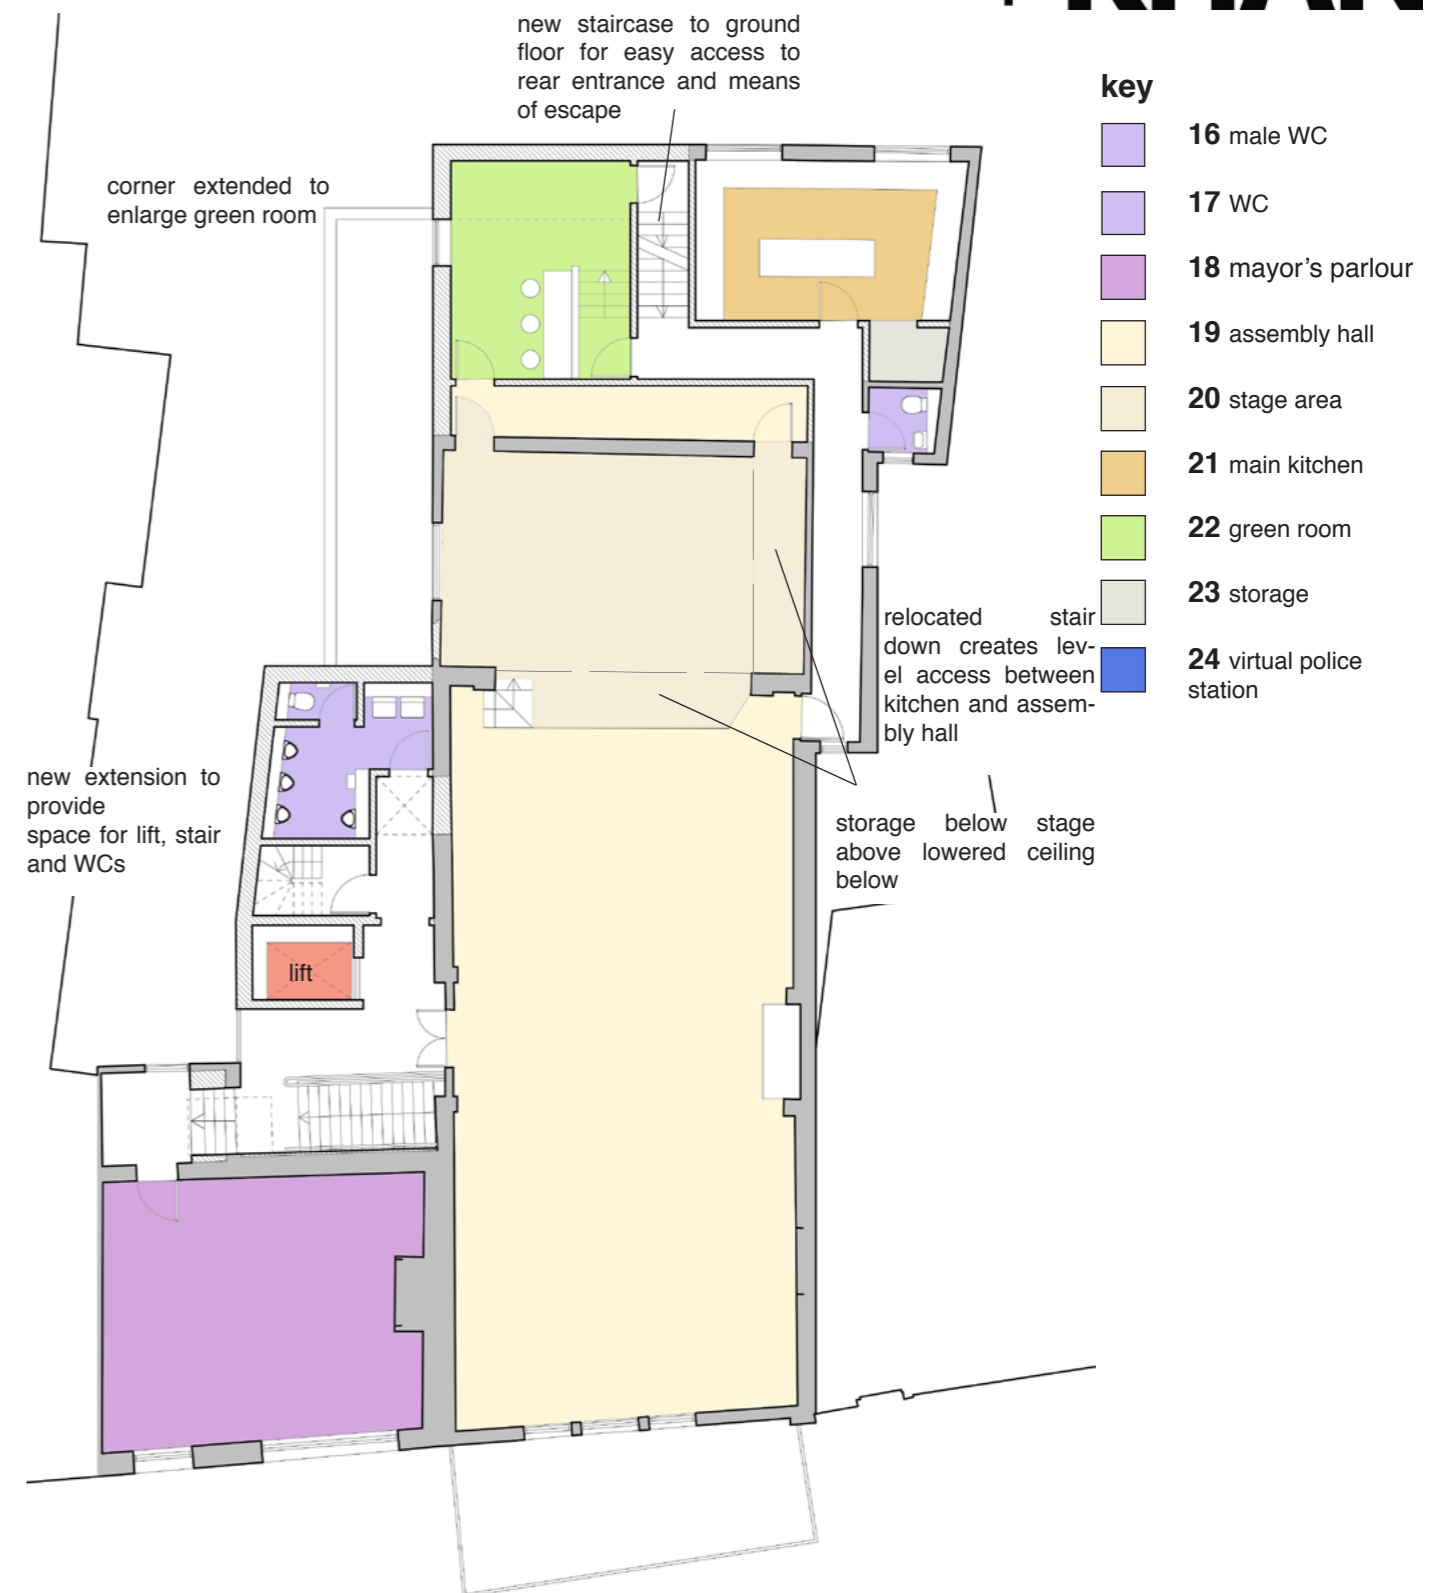 KHAN
new staircase to ground
floor for easy access to
rear entrance and means
of escape
corner extended to
enlarge green room
key
16 male WC
17 WC
18 mayor's parlour
19 assembly hall
20 stage area
21 main kitchen
22 green room
23 storage
24 virtual police
station
relocated stair
down creates lev-
el access between
kitchen and assem-
bly hall
new extension to
provide
space for lift, stair
and WCs
storage below stage
above lowered ceiling
below
lift